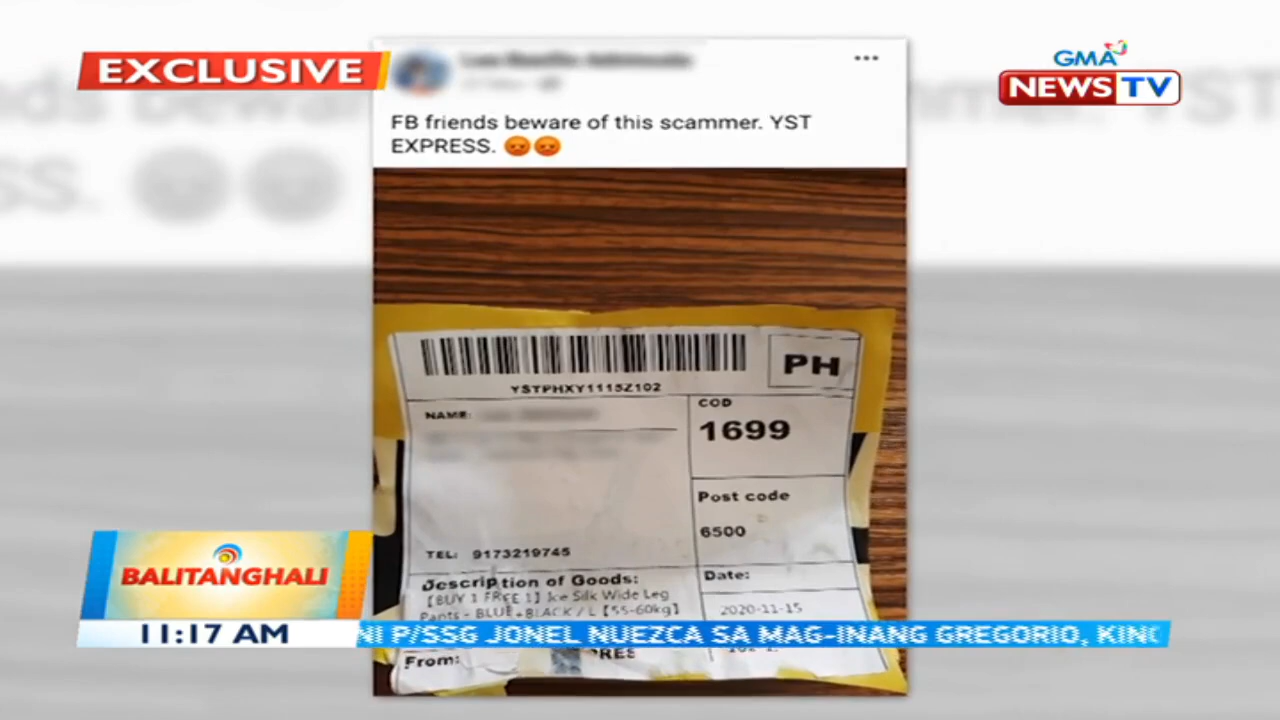 EXCLUSIVE
GMA
NEWS TV
FB friends beware of this scammer. YST
EXPRESS. 😡😡
PH
YSTPHXY1115Z102
NAME:
COD
1699
Post code
6500
TEL: 9173219745
Description of Goods:
【BUY 1 FREE 1】 Ice Silk Wide Leg
Pants - BLUE+BLACK / L 【55-60kg】
Date:
2020-11-15
From:
BALITANGHALI
11:17 AM
NI P/SSG JONEL NUEZCA SA MAG-INANG GREGORIO,